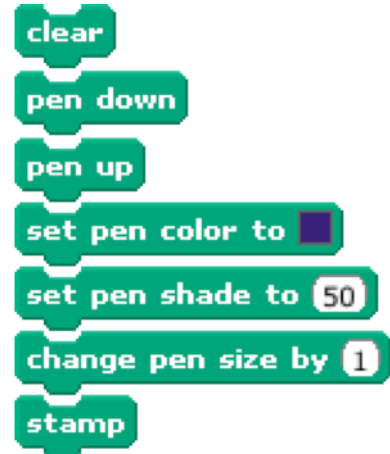 clear
pen down
pen up
set pen color to
set pen shade to 50
change pen size by 1
stamp